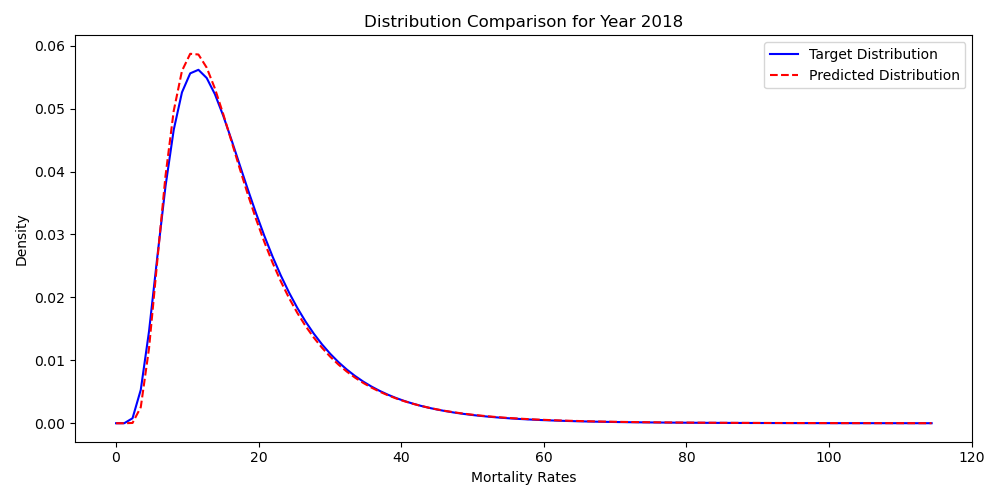 Distribution Comparison for Year 2018
Target Distribution
Predicted Distribution
Density
0.06
0.05
0.04
0.03
0.02
0.01
0.00
0 20 40 60 80 100 120
Mortality Rates